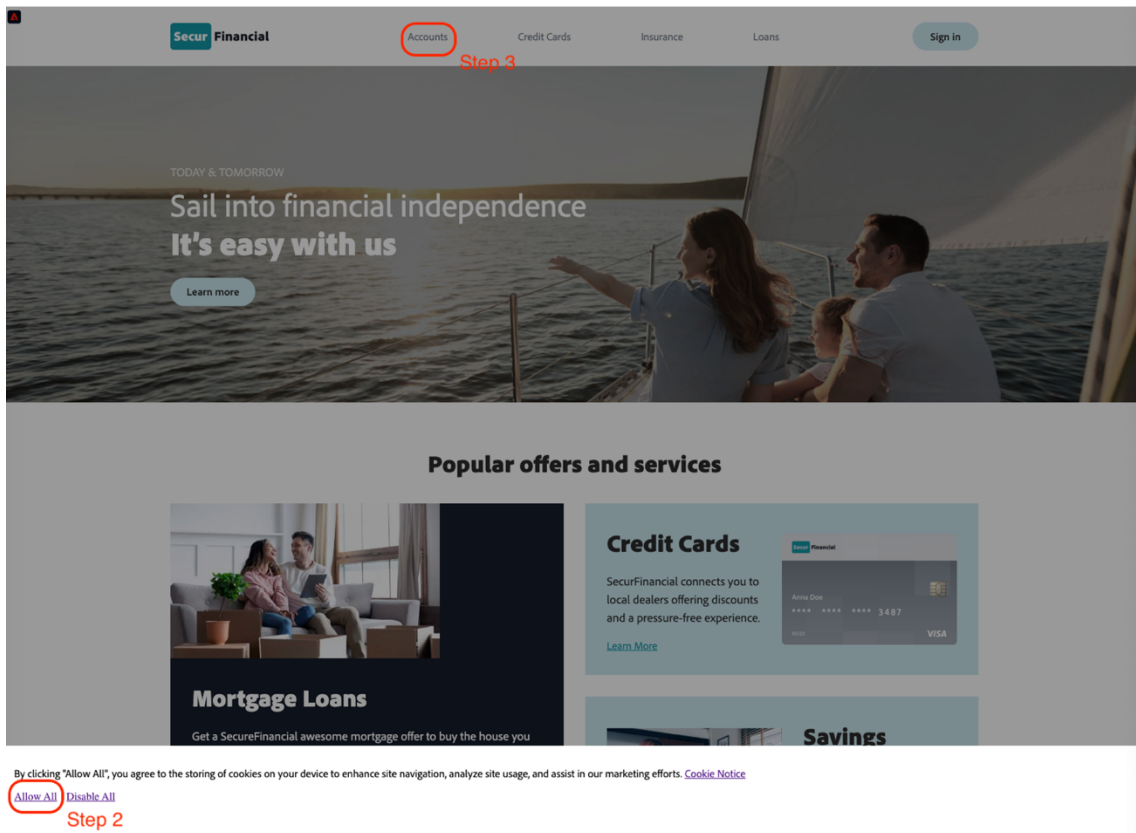 Secur Financial
Accounts
Credit Cards
Insurance
Loans
Sign in
Step 3
TODAY & TOMORROW
Sail into financial independence
It's easy with us
Learn more
Popular offers and services
Mortgage Loans
Get a SecureFinancial awesome mortgage offer to buy the house you
Credit Cards
SecurFinancial connects you to
local dealers offering discounts
and a pressure-free experience.
Learn More
Secur Financial
Anna Doe
**** **** **** 3487
VISA
Savings
By clicking "Allow All", you agree to the storing of cookies on your device to enhance site navigation, analyze site usage, and assist in our marketing efforts. Cookie Notice
Allow All Disable All
Step 2